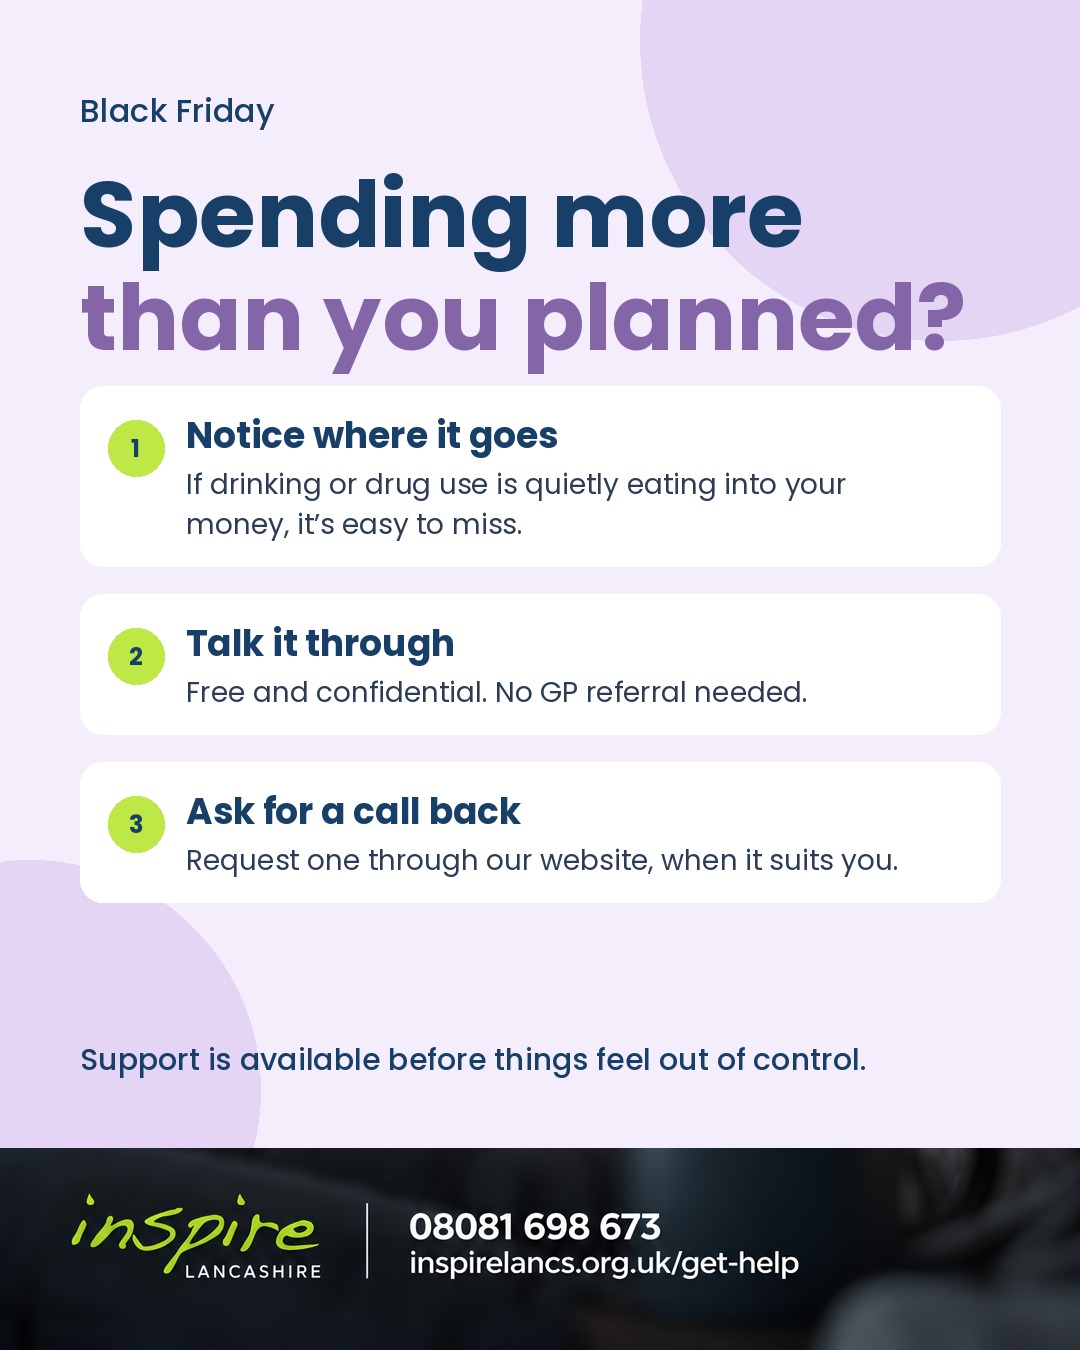 Black Friday
Spending more
than you planned?
1
Notice where it goes
If drinking or drug use is quietly eating into your
money, it’s easy to miss.
2
Talk it through
Free and confidential. No GP referral needed.
3
Ask for a call back
Request one through our website, when it suits you.
Support is available before things feel out of control.
inspire
LANCASHIRE
08081 698 673
inspirelancs.org.uk/get-help